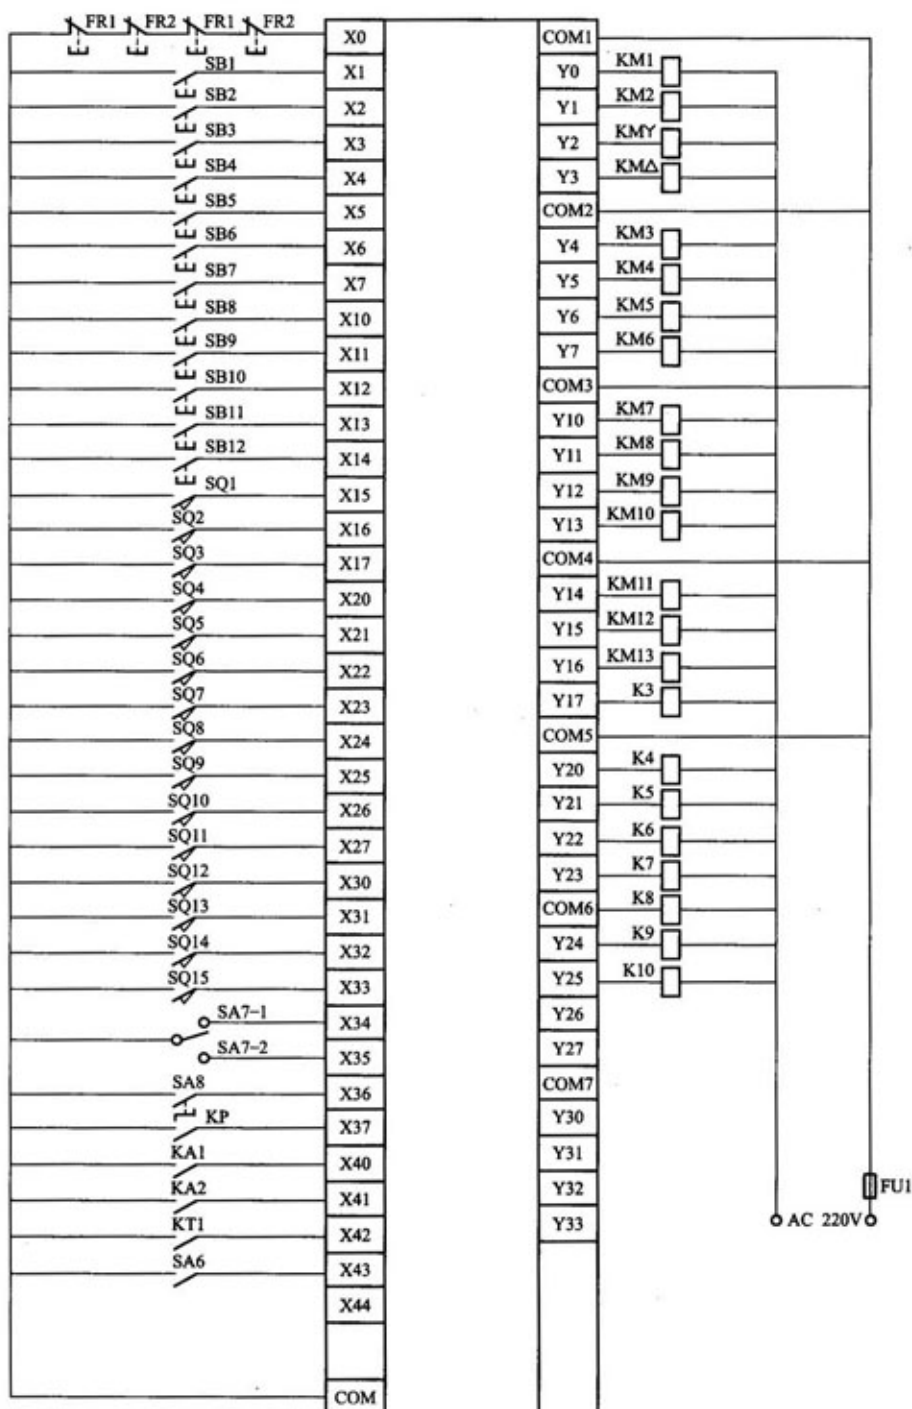 FR1 FR2 FR1 FR2 X0 COM1
SB1 X1 Y0 KM1
SB2 X2 Y1 KM2
SB3 X3 Y2 KMY
SB4 X4 Y3 KM△
SB5 X5 COM2
SB6 X6 Y4 KM3
SB7 X7 Y5 KM4
SB8 X10 Y6 KM5
SB9 X11 Y7 KM6
SB10 X12 COM3
SB11 X13 Y10 KM7
SB12 X14 Y11 KM8
SQ1 X15 Y12 KM9
SQ2 X16 Y13 KM10
SQ3 X17 COM4
SQ4 X20 Y14 KM11
SQ5 X21 Y15 KM12
SQ6 X22 Y16 KM13
SQ7 X23 Y17 K3
SQ8 X24 COM5
SQ9 X25 Y20 K4
SQ10 X26 Y21 K5
SQ11 X27 Y22 K6
SQ12 X30 Y23 K7
SQ13 X31 COM6 K8
SQ14 X32 Y24 K9
SQ15 X33 Y25 K10
SA7-1 X34 Y26
SA7-2 X35 Y27
SA8 X36 COM7
KP X37 Y30
KA1 X40 Y31
KA2 X41 Y32 FU1
KT1 X42 Y33 AC 220V
SA6 X43
X44
COM